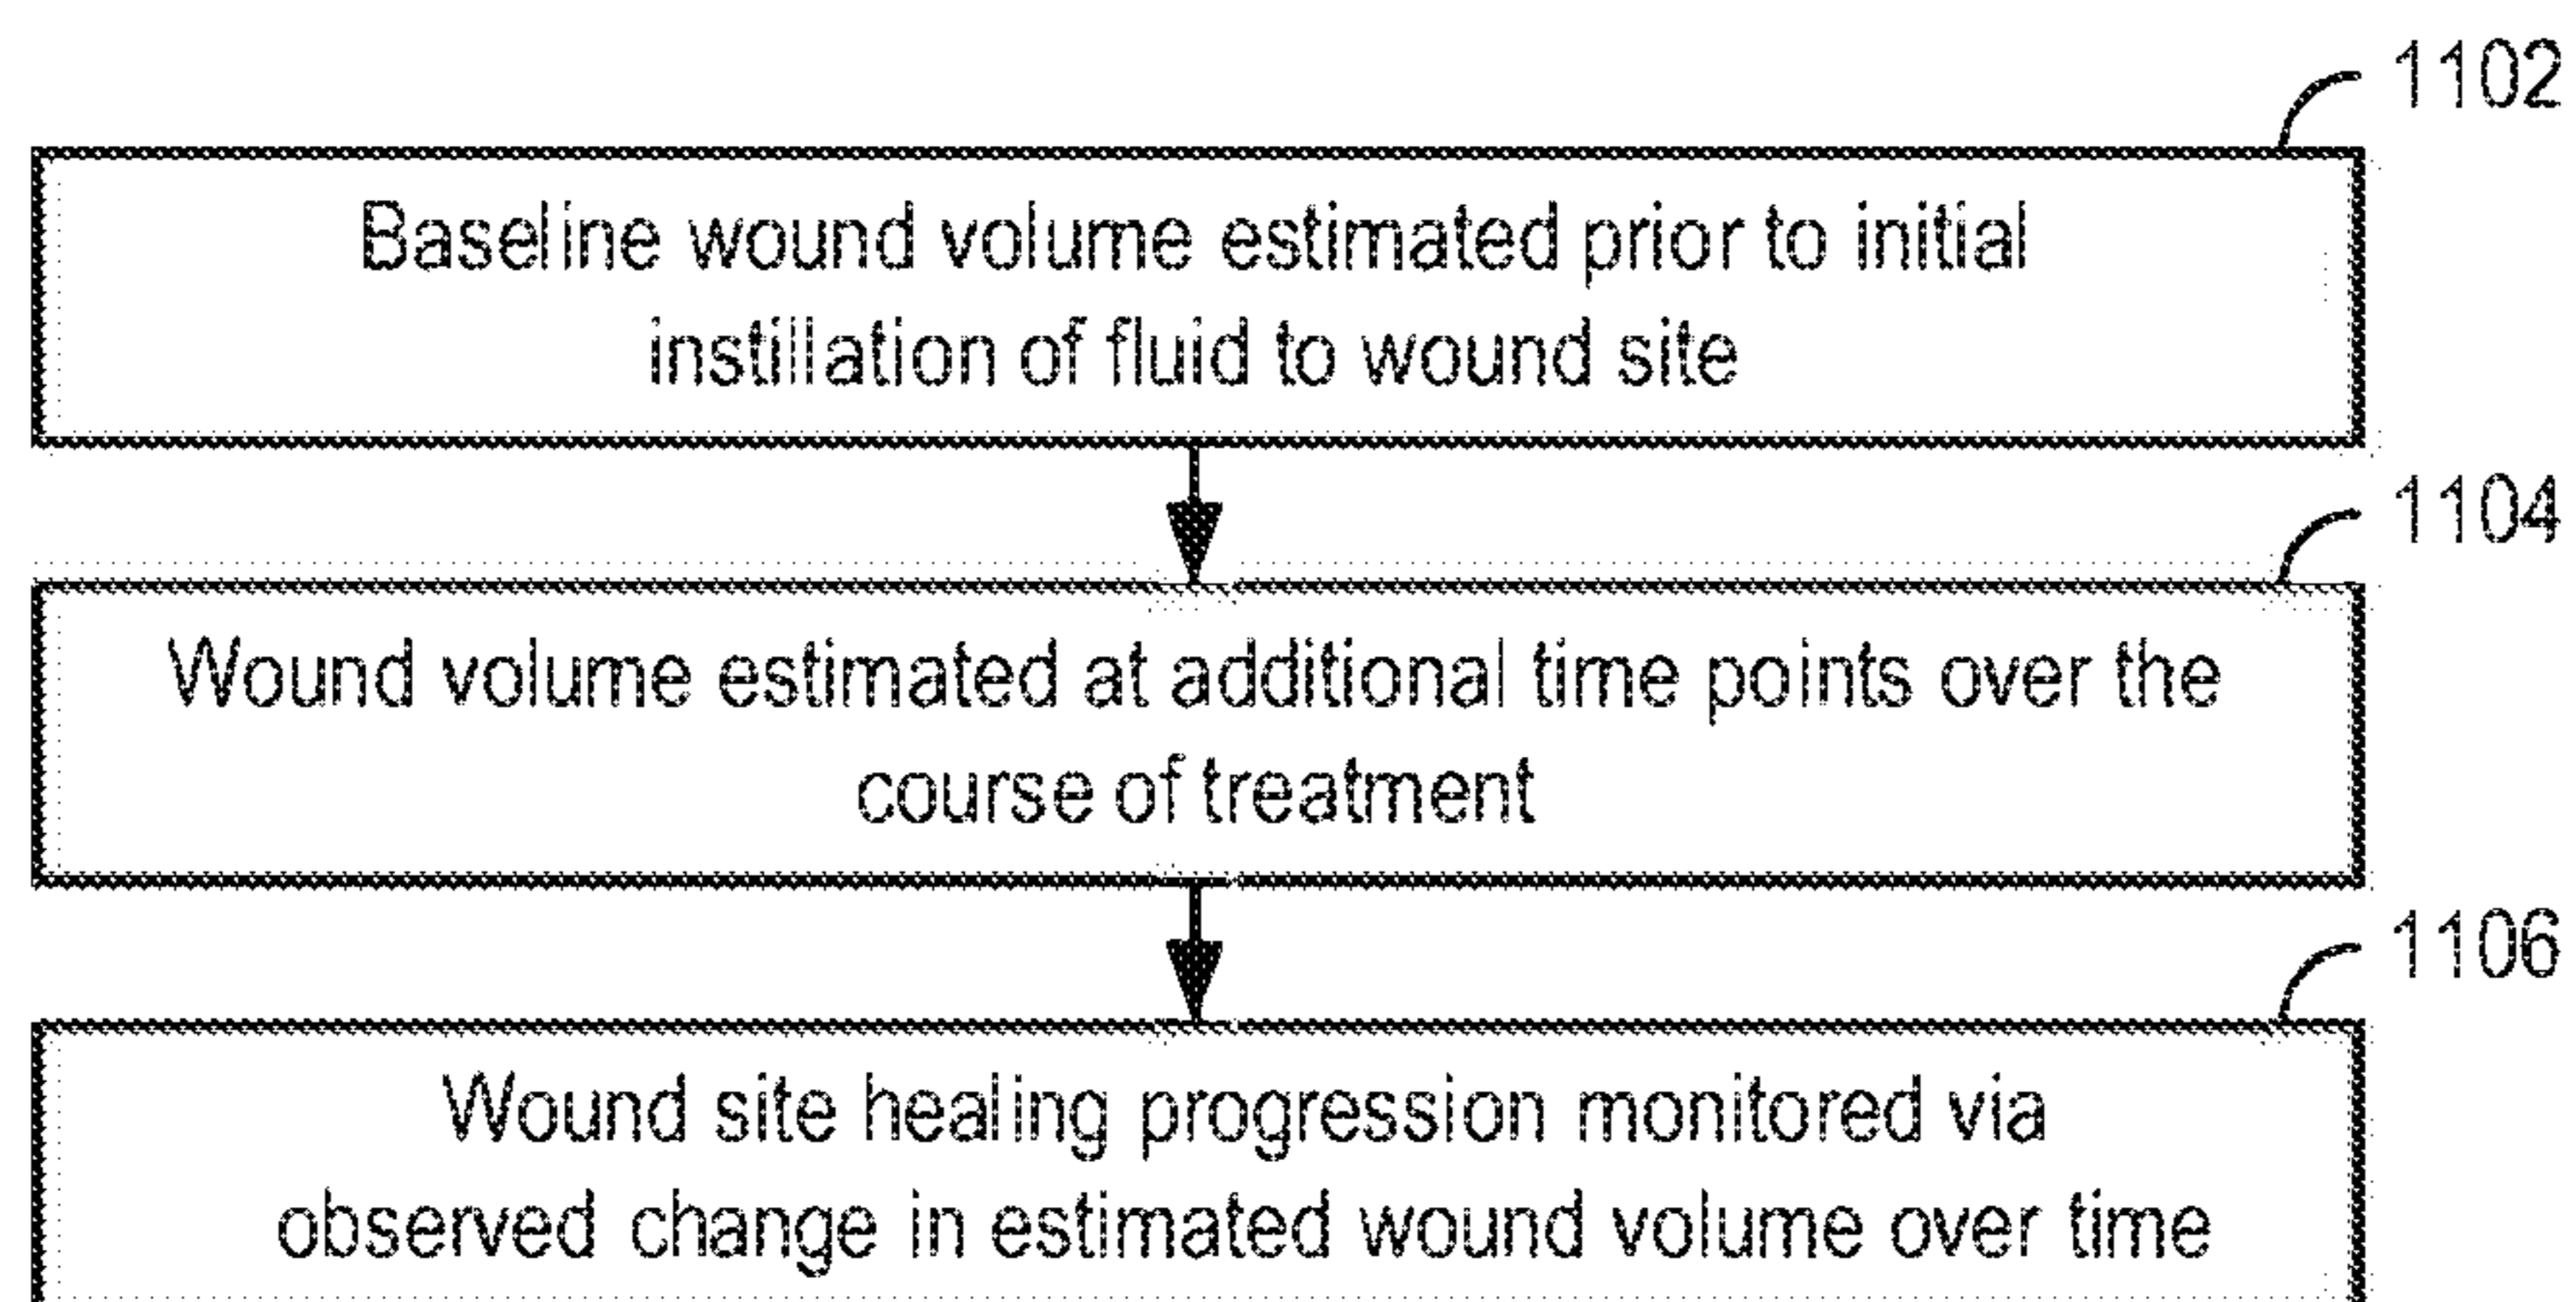 1102
Baseline wound volume estimated prior to initial
instillation of fluid to wound site
1104
Wound volume estimated at additional time points over the
course of treatment
1106
Wound site healing progression monitored via
observed change in estimated wound volume over time